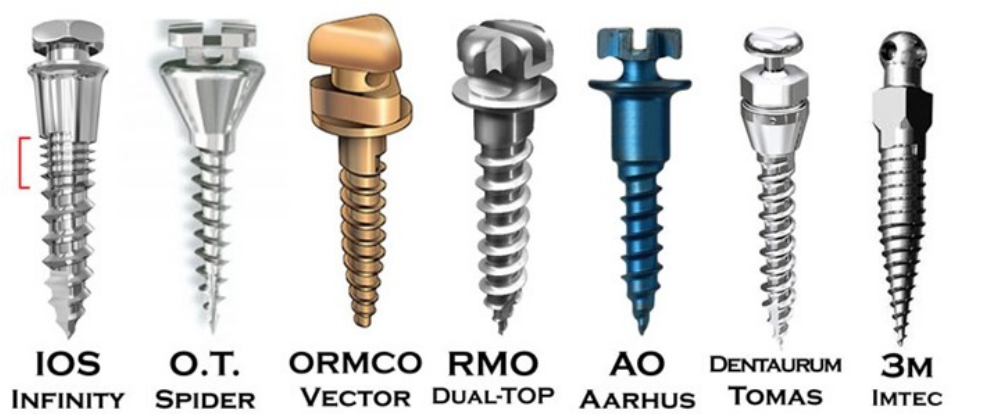 IOS
INFINITY
O.T.
SPIDER
ORMCO
VECTOR
RMO
DUAL-TOP
AO
AARHUS
DENTAURUM
TOMAS
3M
IMTEC